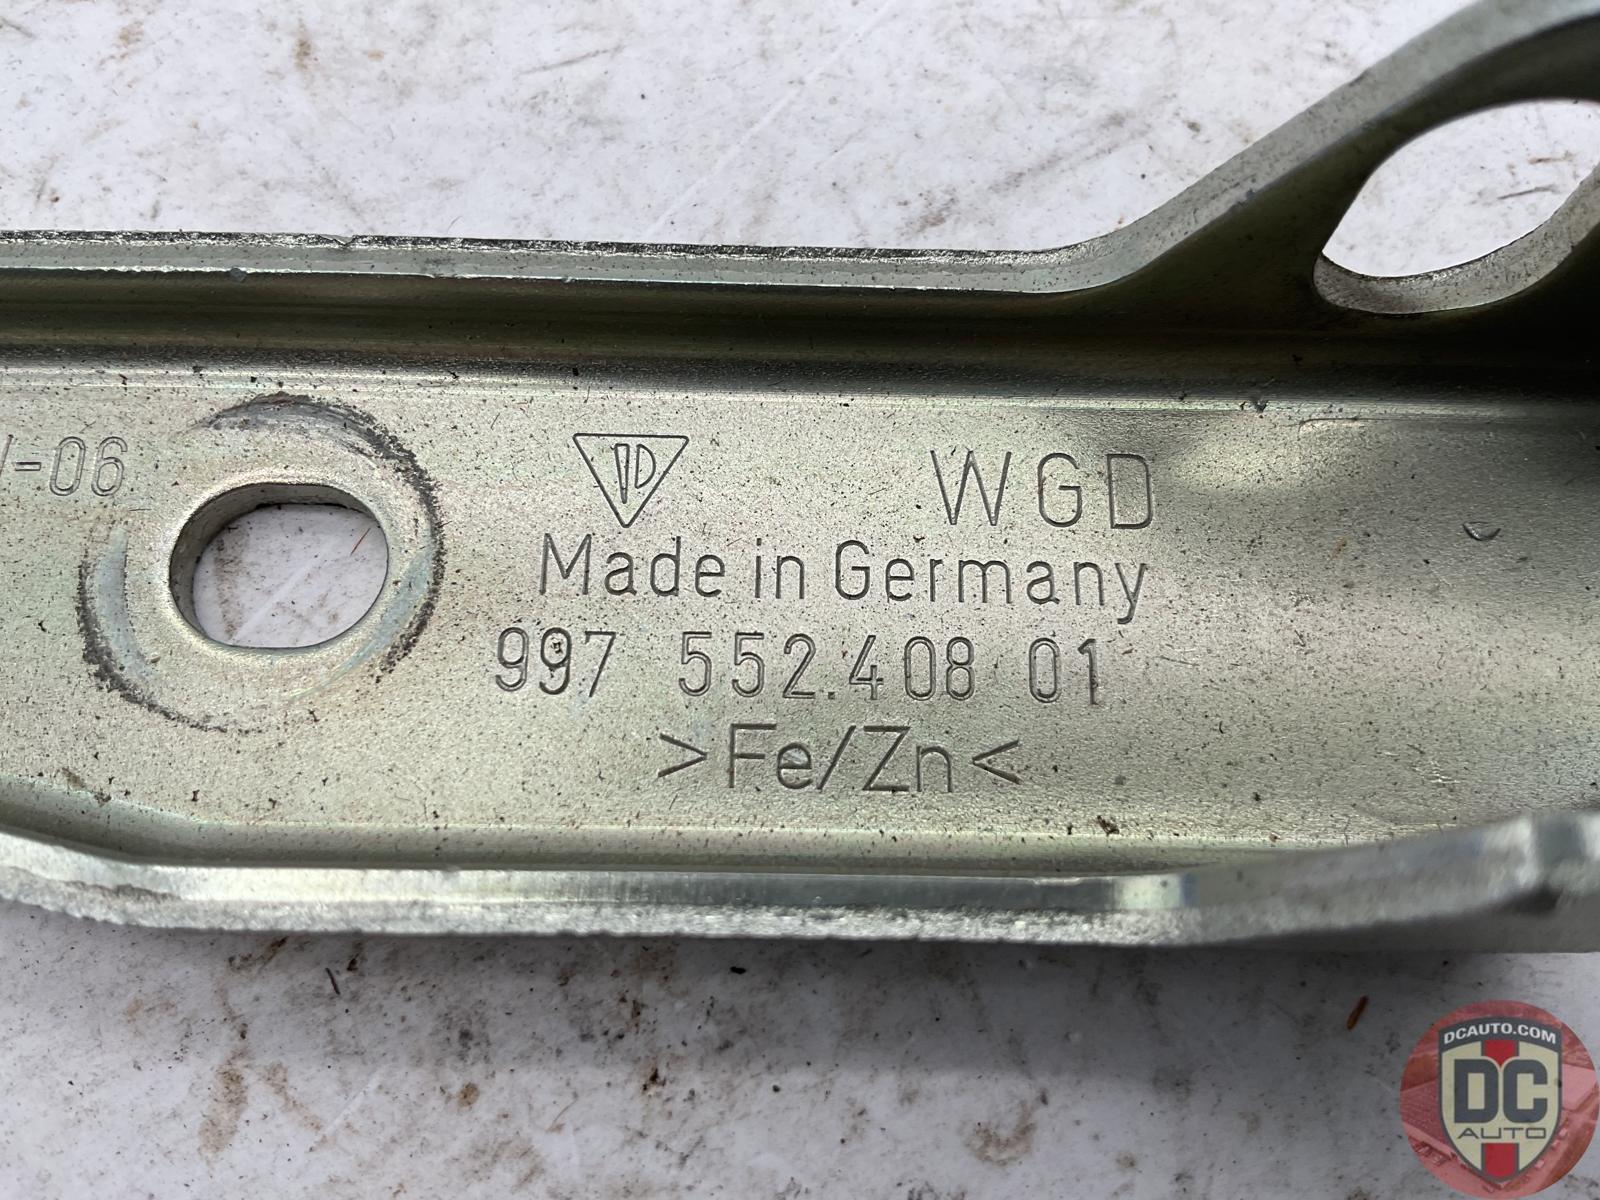 -06
WGD
Made in Germany
997 552.408 01
>Fe/Zn<
DCAUTO.COM
DC
AUTO